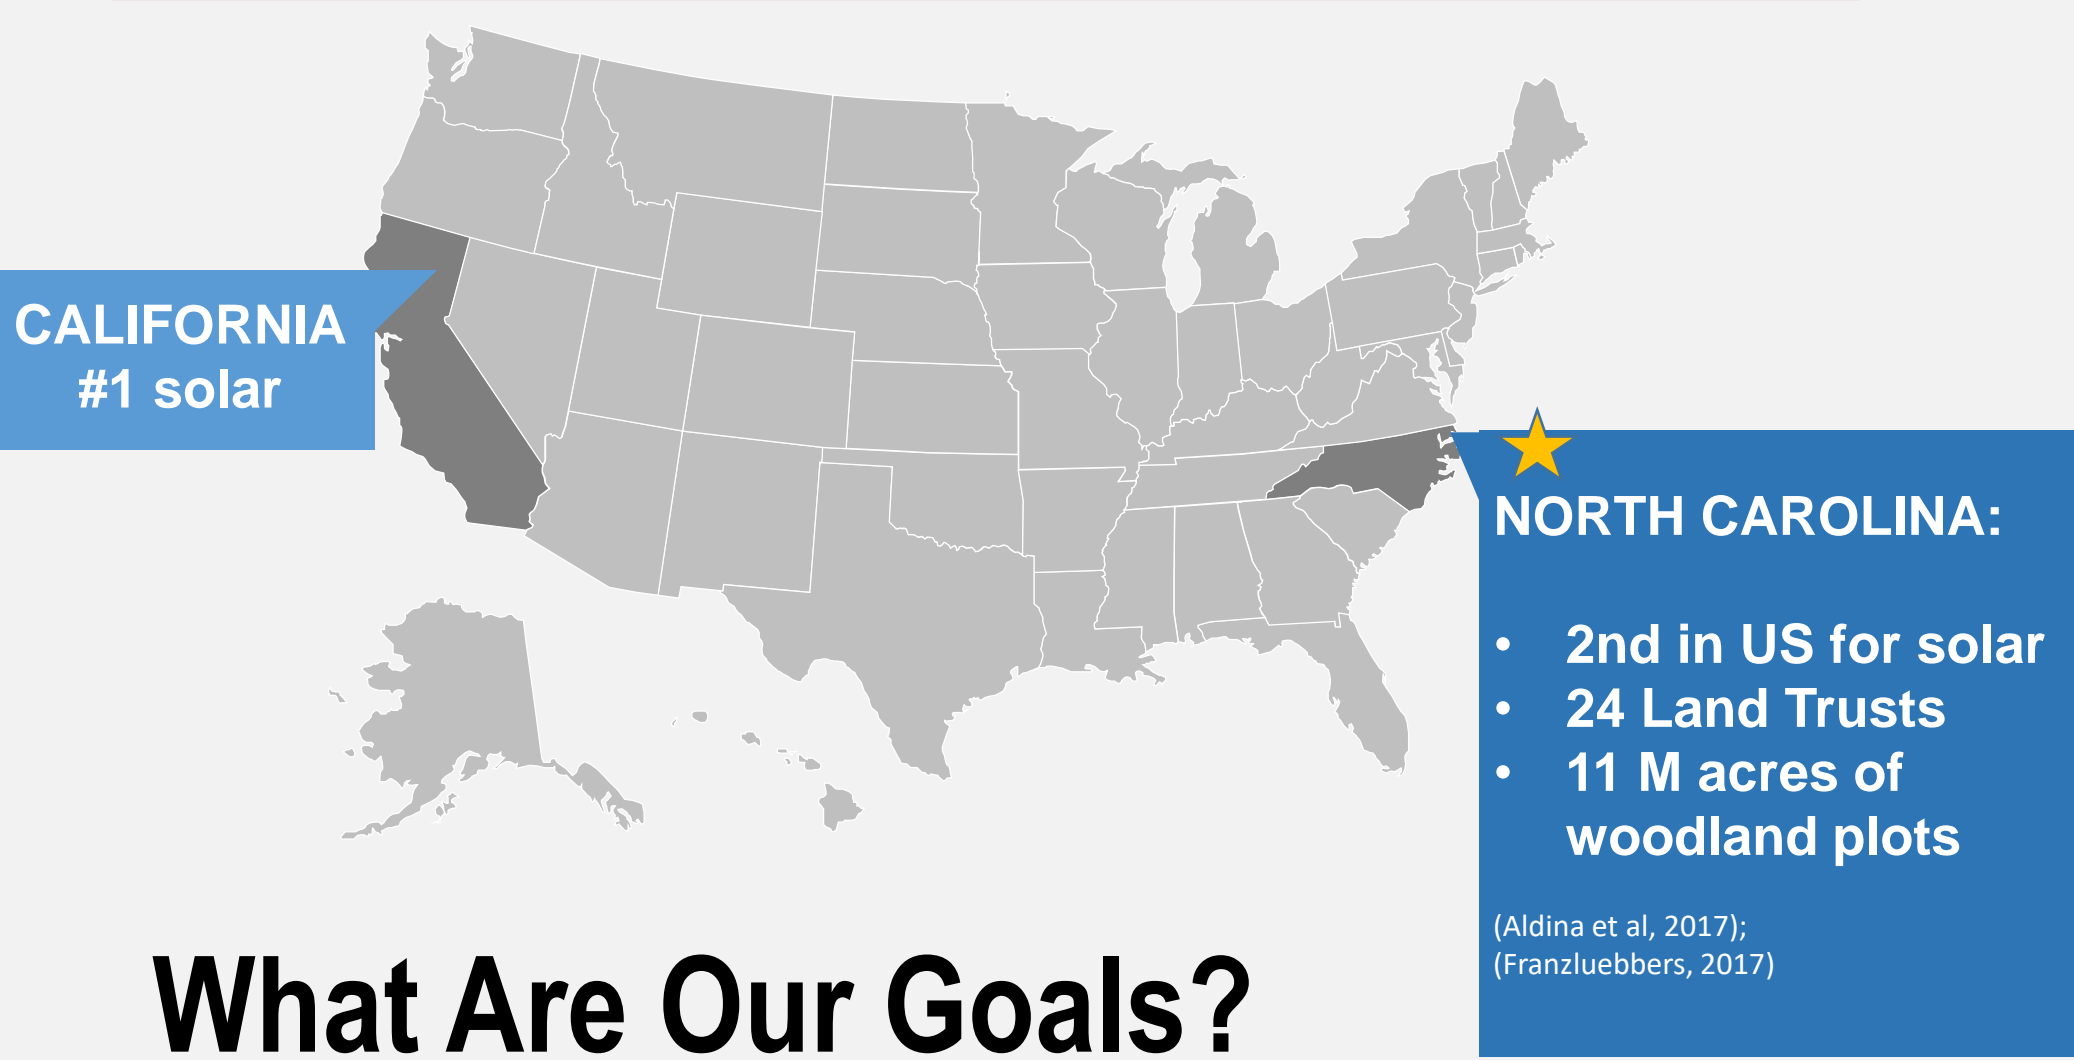 CALIFORNIA
#1 solar
NORTH CAROLINA:
• 2nd in US for solar
• 24 Land Trusts
• 11 M acres of
woodland plots
(Aldina et al, 2017);
(Franzluebbers, 2017)
What Are Our Goals?